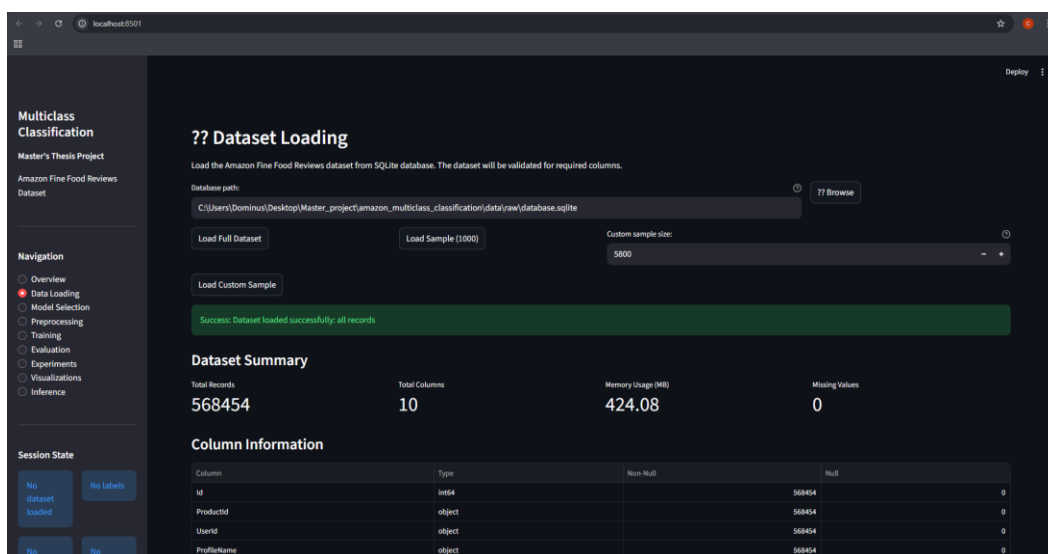 localhost:8501
C
Deploy
Multiclass
Classification
Master's Thesis Project
Amazon Fine Food Reviews
Dataset
Navigation
Overview
Data Loading
Model Selection
Preprocessing
Training
Evaluation
Experiments
Visualizations
Inference
Session State
No
dataset
loaded
No labels
No
No
?? Dataset Loading
Load the Amazon Fine Food Reviews dataset from SQLite database. The dataset will be validated for required columns.
Database path:
C:\Users\Dominus\Desktop\Master_project\amazon_multiclass_classification\data\raw\database.sqlite
?? Browse
Load Full Dataset
Load Sample (1000)
Custom sample size:
5800
Load Custom Sample
Success: Dataset loaded successfully: all records
Dataset Summary
Total Records Total Columns Memory Usage (MB) Missing Values
568454 10 424.08 0
Column Information
Column Type Non-Null Null
Id int64 568454 0
ProductId object 568454 0
UserId object 568454 0
ProfileName object 568454 0